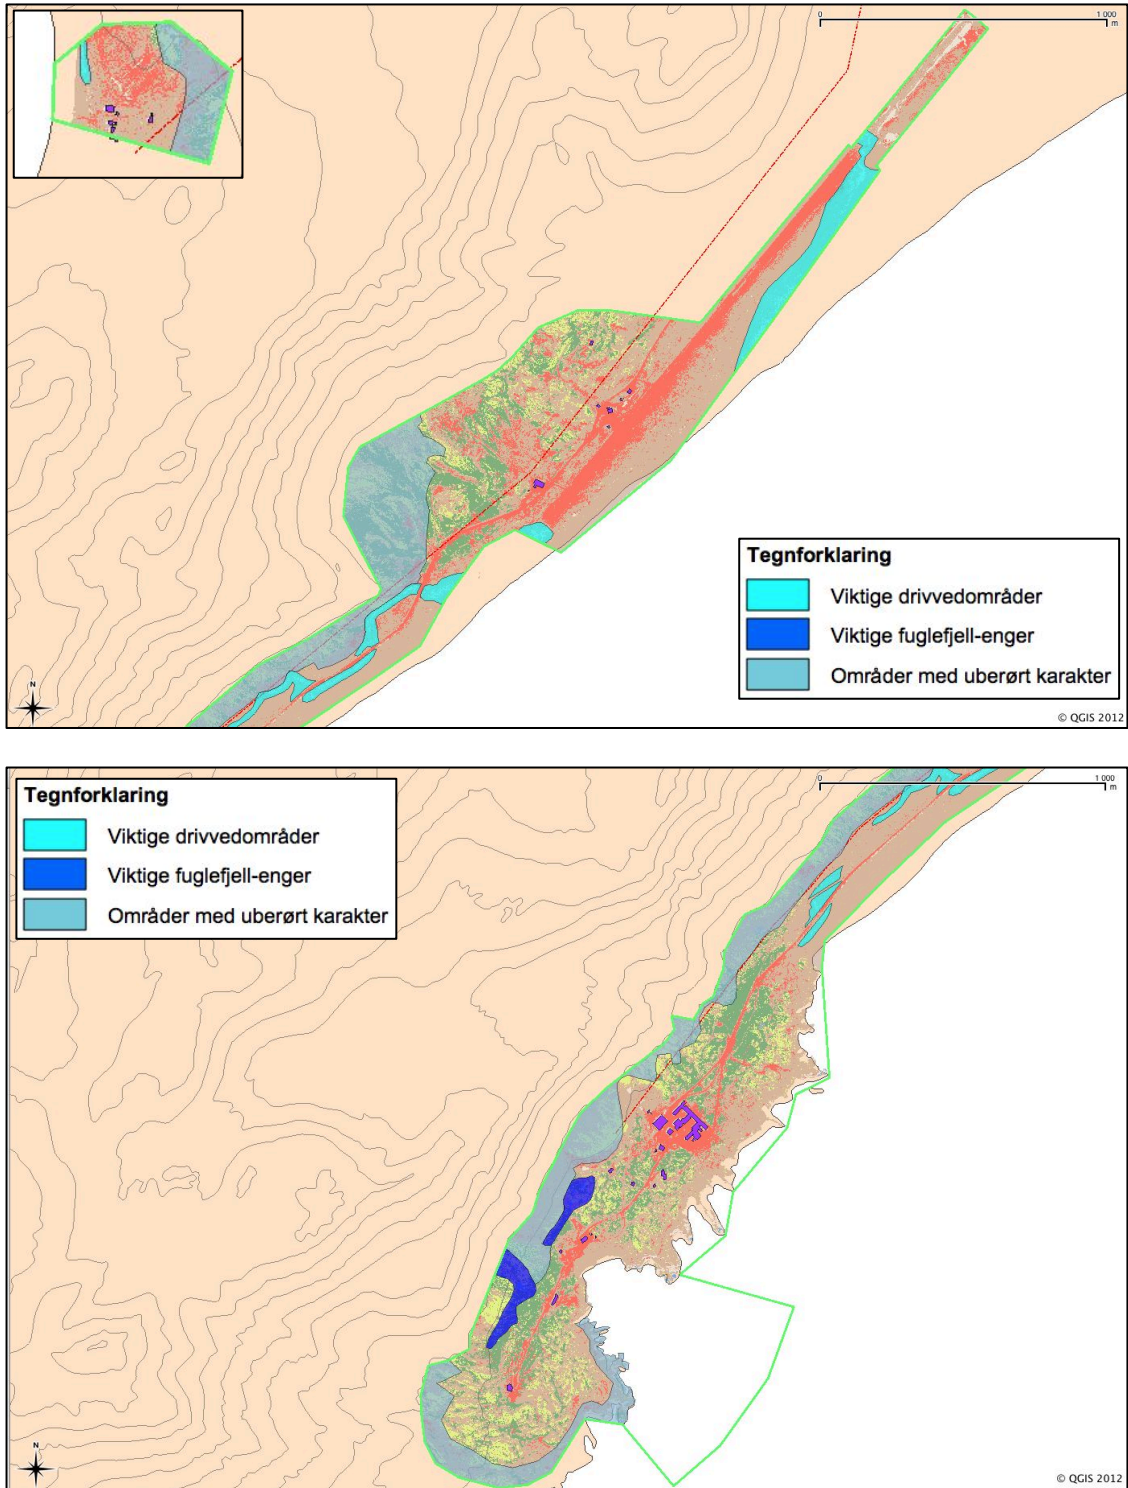 0 1 000
m
Tegnforklaring
Viktige drivvedområder
Viktige fuglefjell-enger
Områder med uberørt karakter
N
© QGIS 2012
Tegnforklaring
Viktige drivvedområder
Viktige fuglefjell-enger
Områder med uberørt karakter
0 1 000
m
N
© QGIS 2012